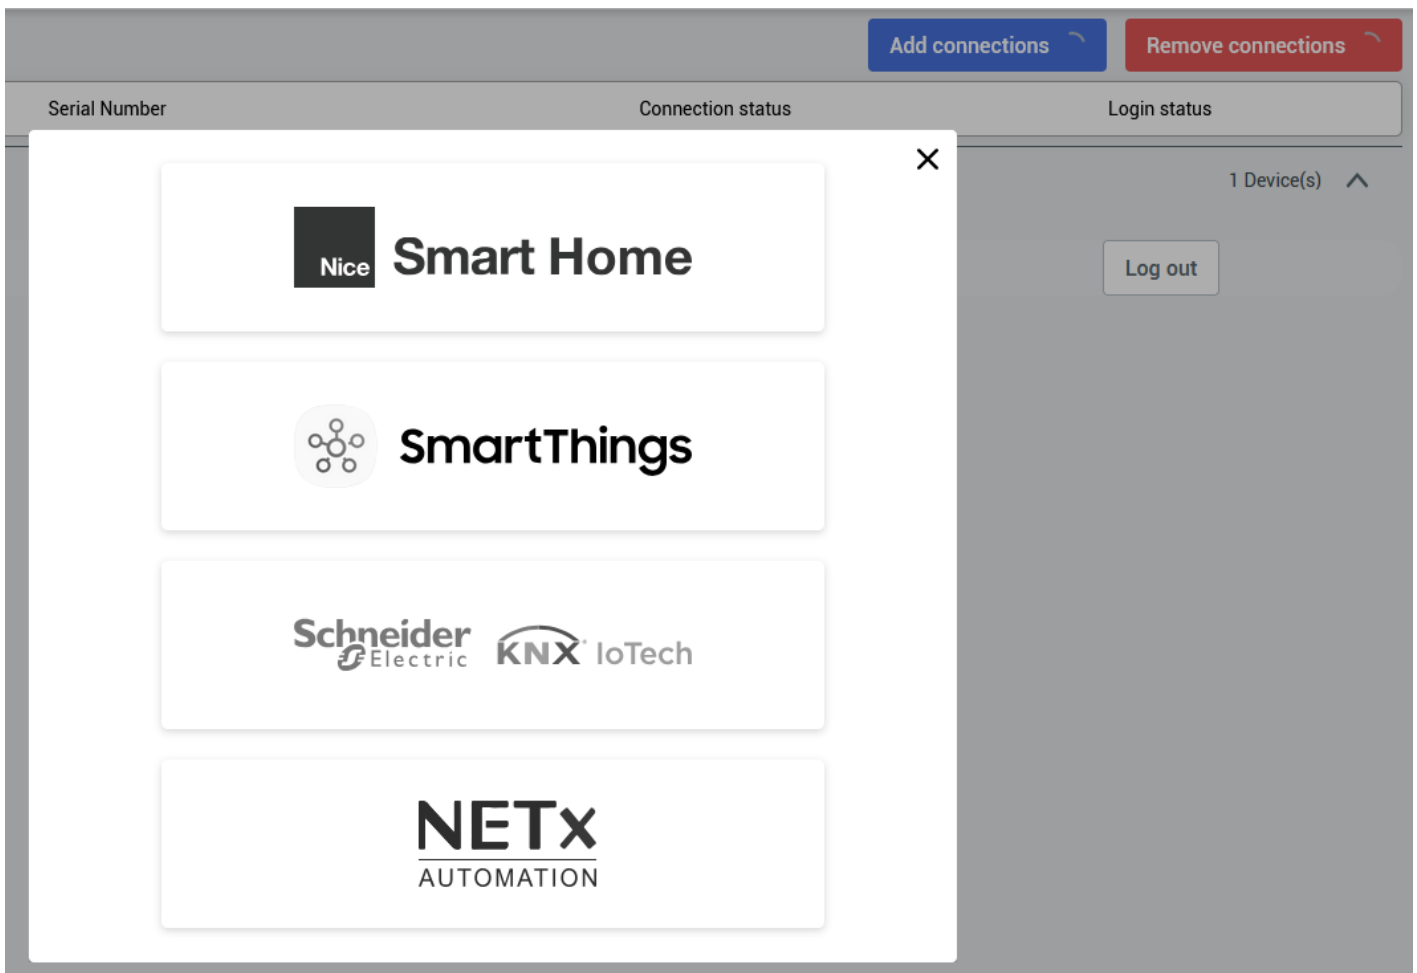 Add connections
Remove connections
Serial Number
Connection status
Login status
1 Device(s)
Log out
Nice
Smart Home
SmartThings
Schneider
Electric
KNX IoTech
NETx
AUTOMATION